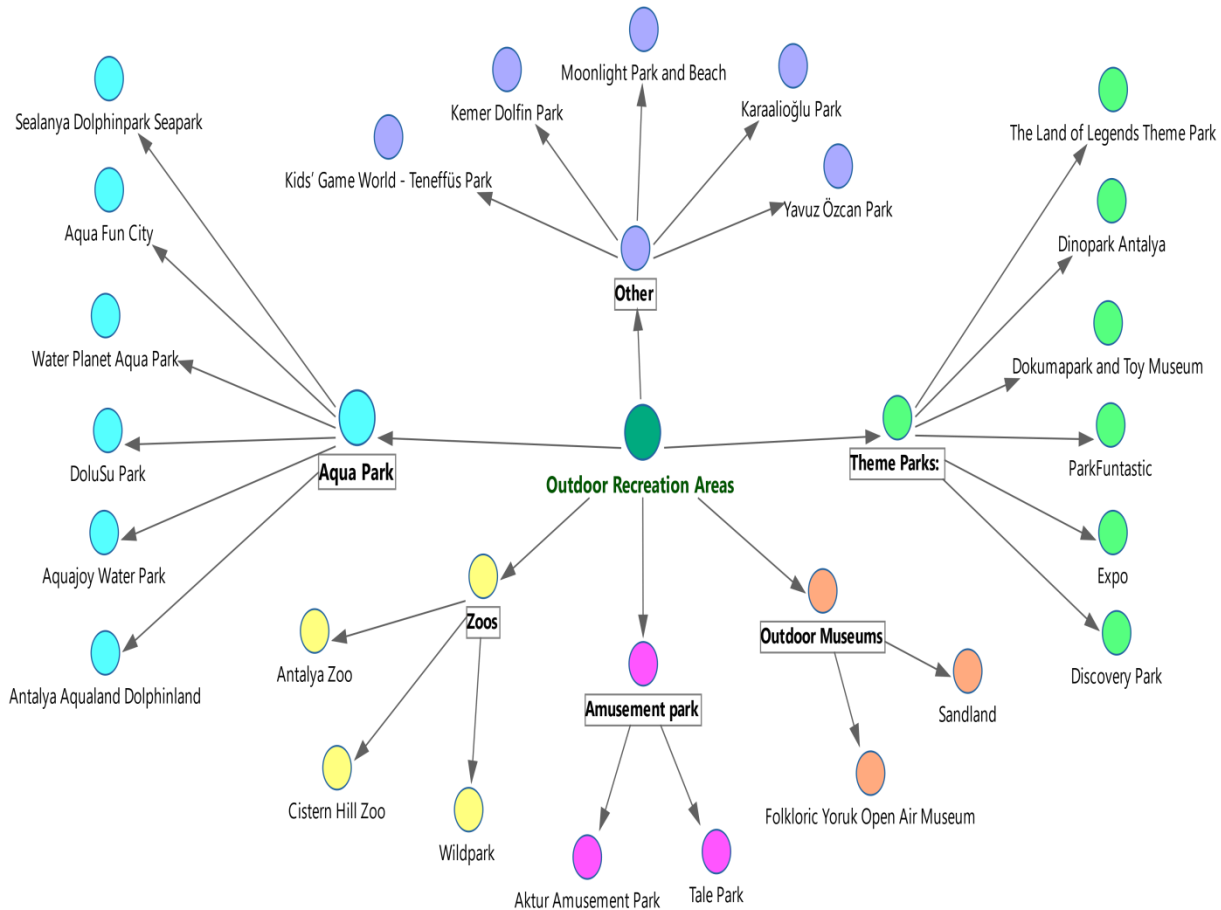 Moonlight Park and Beach
Kemer Dolfin Park
Karaalioğlu Park
Kids' Game World - Teneffüs Park
Yavuz Özcan Park
Other
Sealanya Dolphinpark Seapark
Aqua Fun City
Water Planet Aqua Park
DoluSu Park
Aquajoy Water Park
Antalya Aqualand Dolphinland
Aqua Park
Outdoor Recreation Areas
Theme Parks:
The Land of Legends Theme Park
Dinopark Antalya
Dokumapark and Toy Museum
ParkFuntastic
Expo
Discovery Park
Zoos
Antalya Zoo
Cistern Hill Zoo
Wildpark
Amusement park
Aktur Amusement Park
Tale Park
Outdoor Museums
Sandland
Folkloric Yoruk Open Air Museum